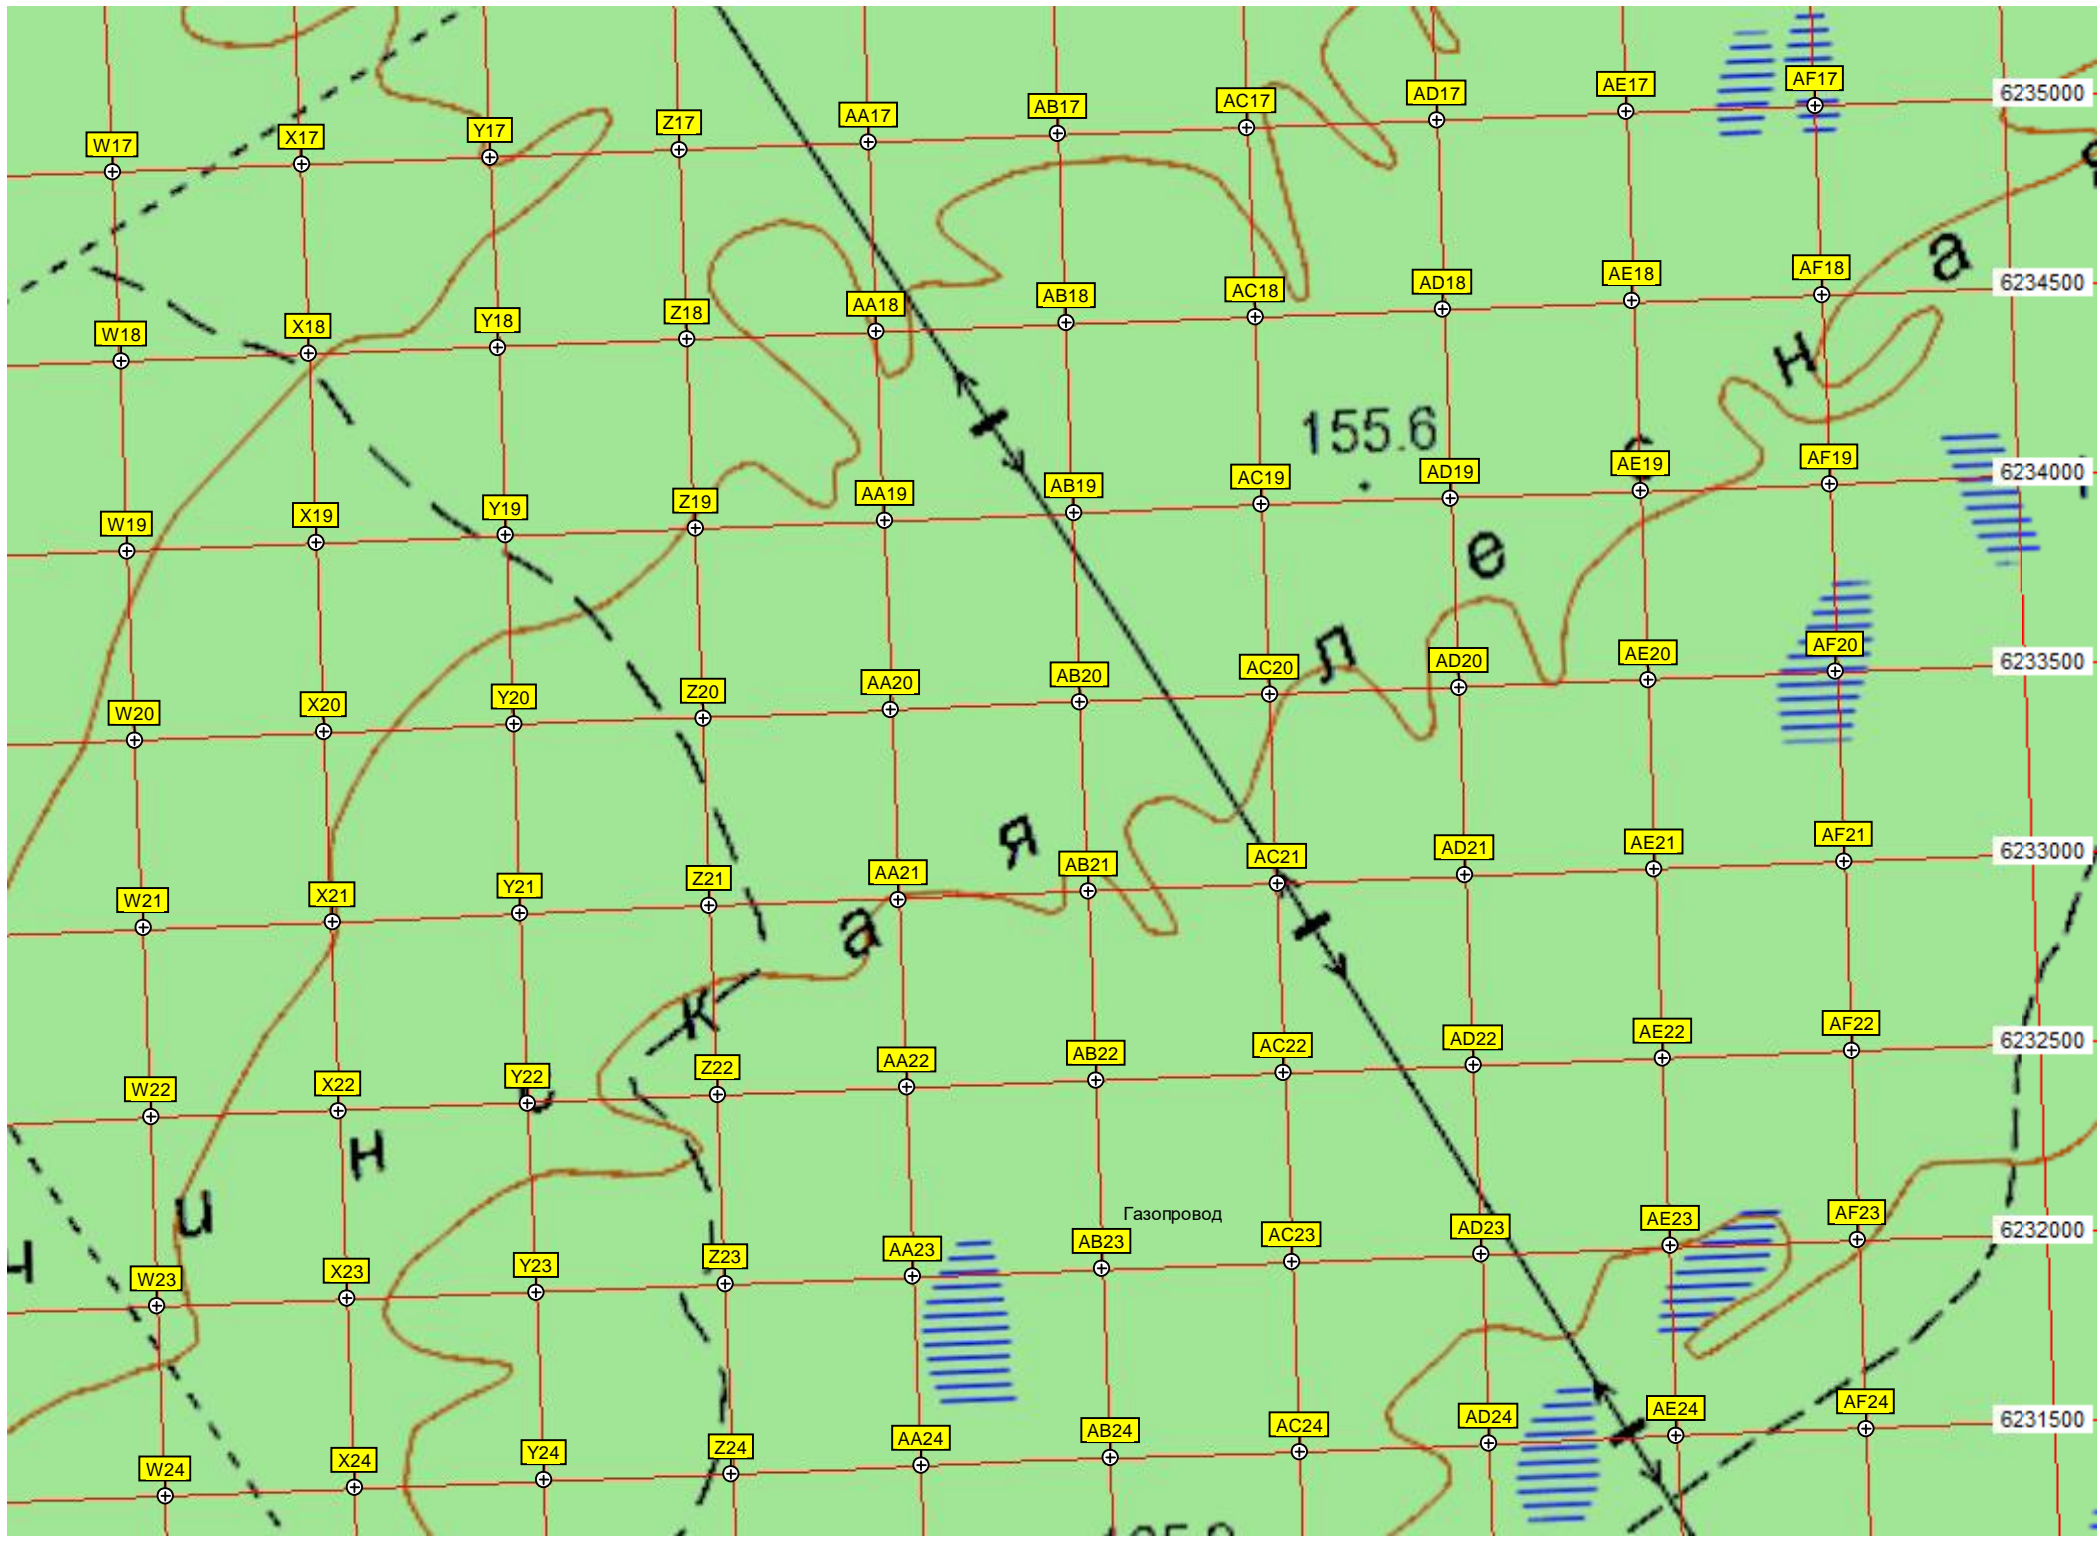 W17 X17 Y17 Z17 AA17 AB17 AC17 AD17 AE17 AF17 6235000
а
W18 X18 Y18 Z18 AA18 AB18 AC18 AD18 AE18 AF18 6234500
н
155.6
W19 X19 Y19 Z19 AA19 AB19 AC19 AD19 AE19 AF19 6234000
с
е
л
W20 X20 Y20 Z20 AA20 AB20 AC20 AD20 AE20 AF20 6233500
я
W21 X21 Y21 Z21 AA21 AB21 AC21 AD21 AE21 AF21 6233000
а
к
W22 X22 Y22 Z22 AA22 AB22 AC22 AD22 AE22 AF22 6232500
н
и
Газопровод
ч
W23 X23 Y23 Z23 AA23 AB23 AC23 AD23 AE23 AF23 6232000
W24 X24 Y24 Z24 AA24 AB24 AC24 AD24 AE24 AF24 6231500